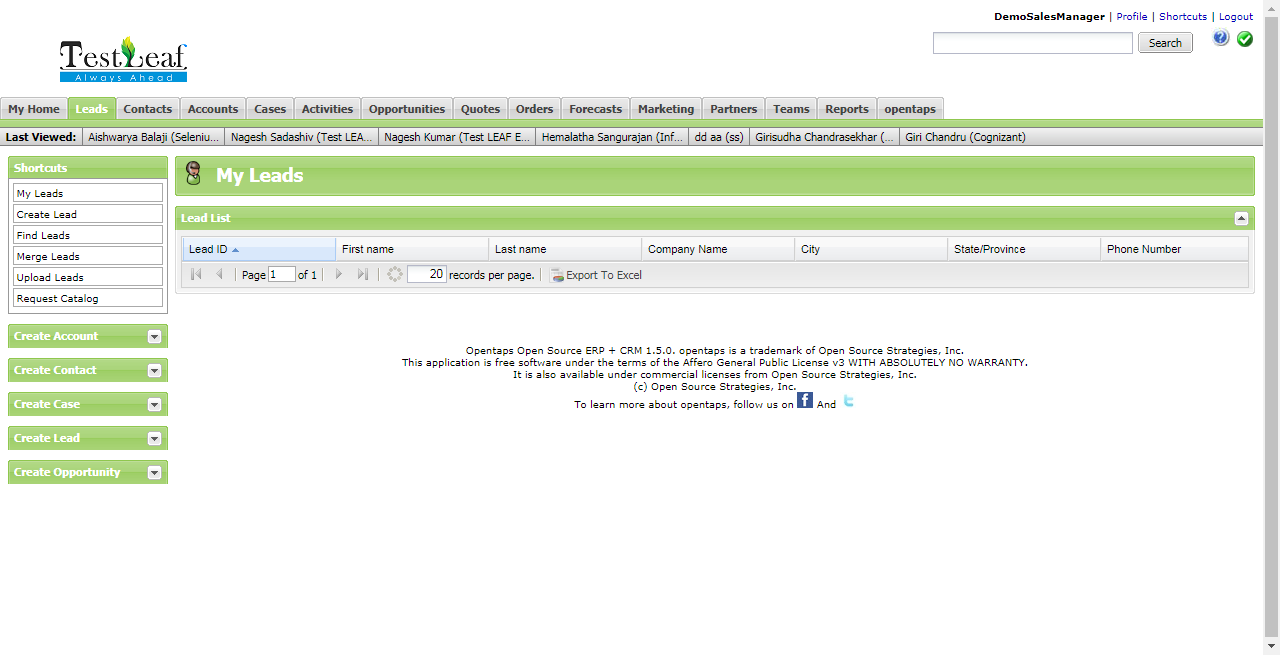 DemoSalesManager | Profile | Shortcuts | Logout
Search
TestLeaf
Always Ahead
My Home Leads Contacts Accounts Cases Activities Opportunities Quotes Orders Forecasts Marketing Partners Teams Reports opentaps
Last Viewed: Aishwarya Balaji (Seleniu... Nagesh Sadashiv (Test LEA... Nagesh Kumar (Test LEAF E... Hemalatha Sangurajan (Inf... dd aa (ss) Girisudha Chandrasekhar (... Giri Chandru (Cognizant)
Shortcuts
My Leads
Create Lead
Find Leads
Merge Leads
Upload Leads
Request Catalog
Create Account
Create Contact
Create Case
Create Lead
Create Opportunity
My Leads
Lead List
Lead ID First name Last name Company Name City State/Province Phone Number
Page 1 of 1 20 records per page. Export To Excel
Opentaps Open Source ERP + CRM 1.5.0. opentaps is a trademark of Open Source Strategies, Inc.
This application is free software under the terms of the Affero General Public License v3 WITH ABSOLUTELY NO WARRANTY.
It is also available under commercial licenses from Open Source Strategies, Inc.
(c) Open Source Strategies, Inc.
To learn more about opentaps, follow us on f And t